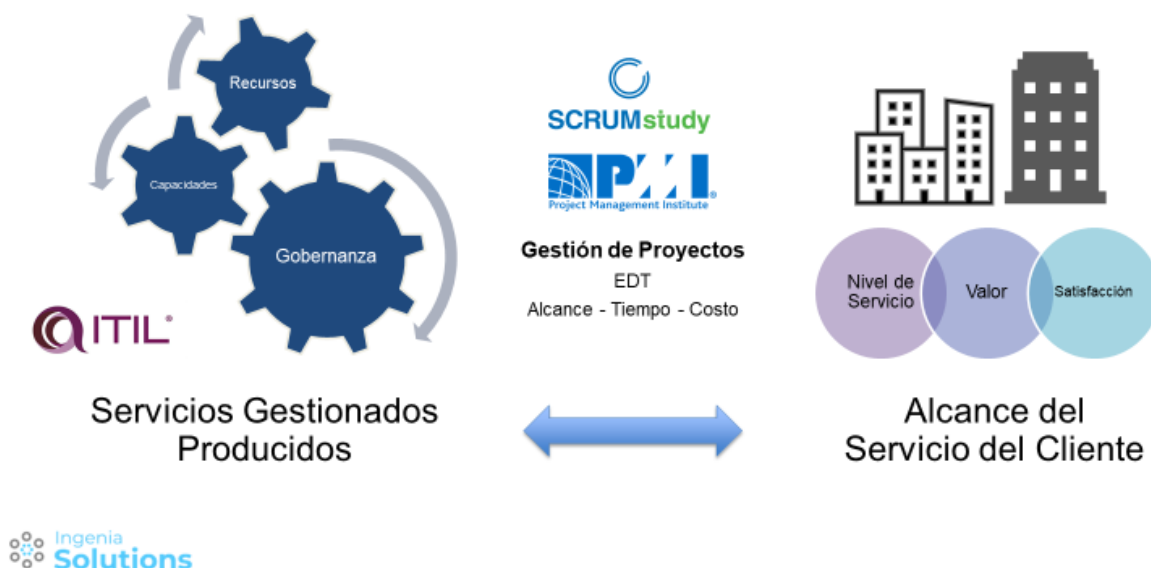 Recursos
Capacidades
Gobernanza
ITIL®
Servicios Gestionados
Producidos
SCRUMstudy
PMI®
Project Management Institute
Gestión de Proyectos
EDT
Alcance - Tiempo - Costo
Nivel de
Servicio
Valor
Satisfacción
Alcance del
Servicio del Cliente
Ingenia
Solutions